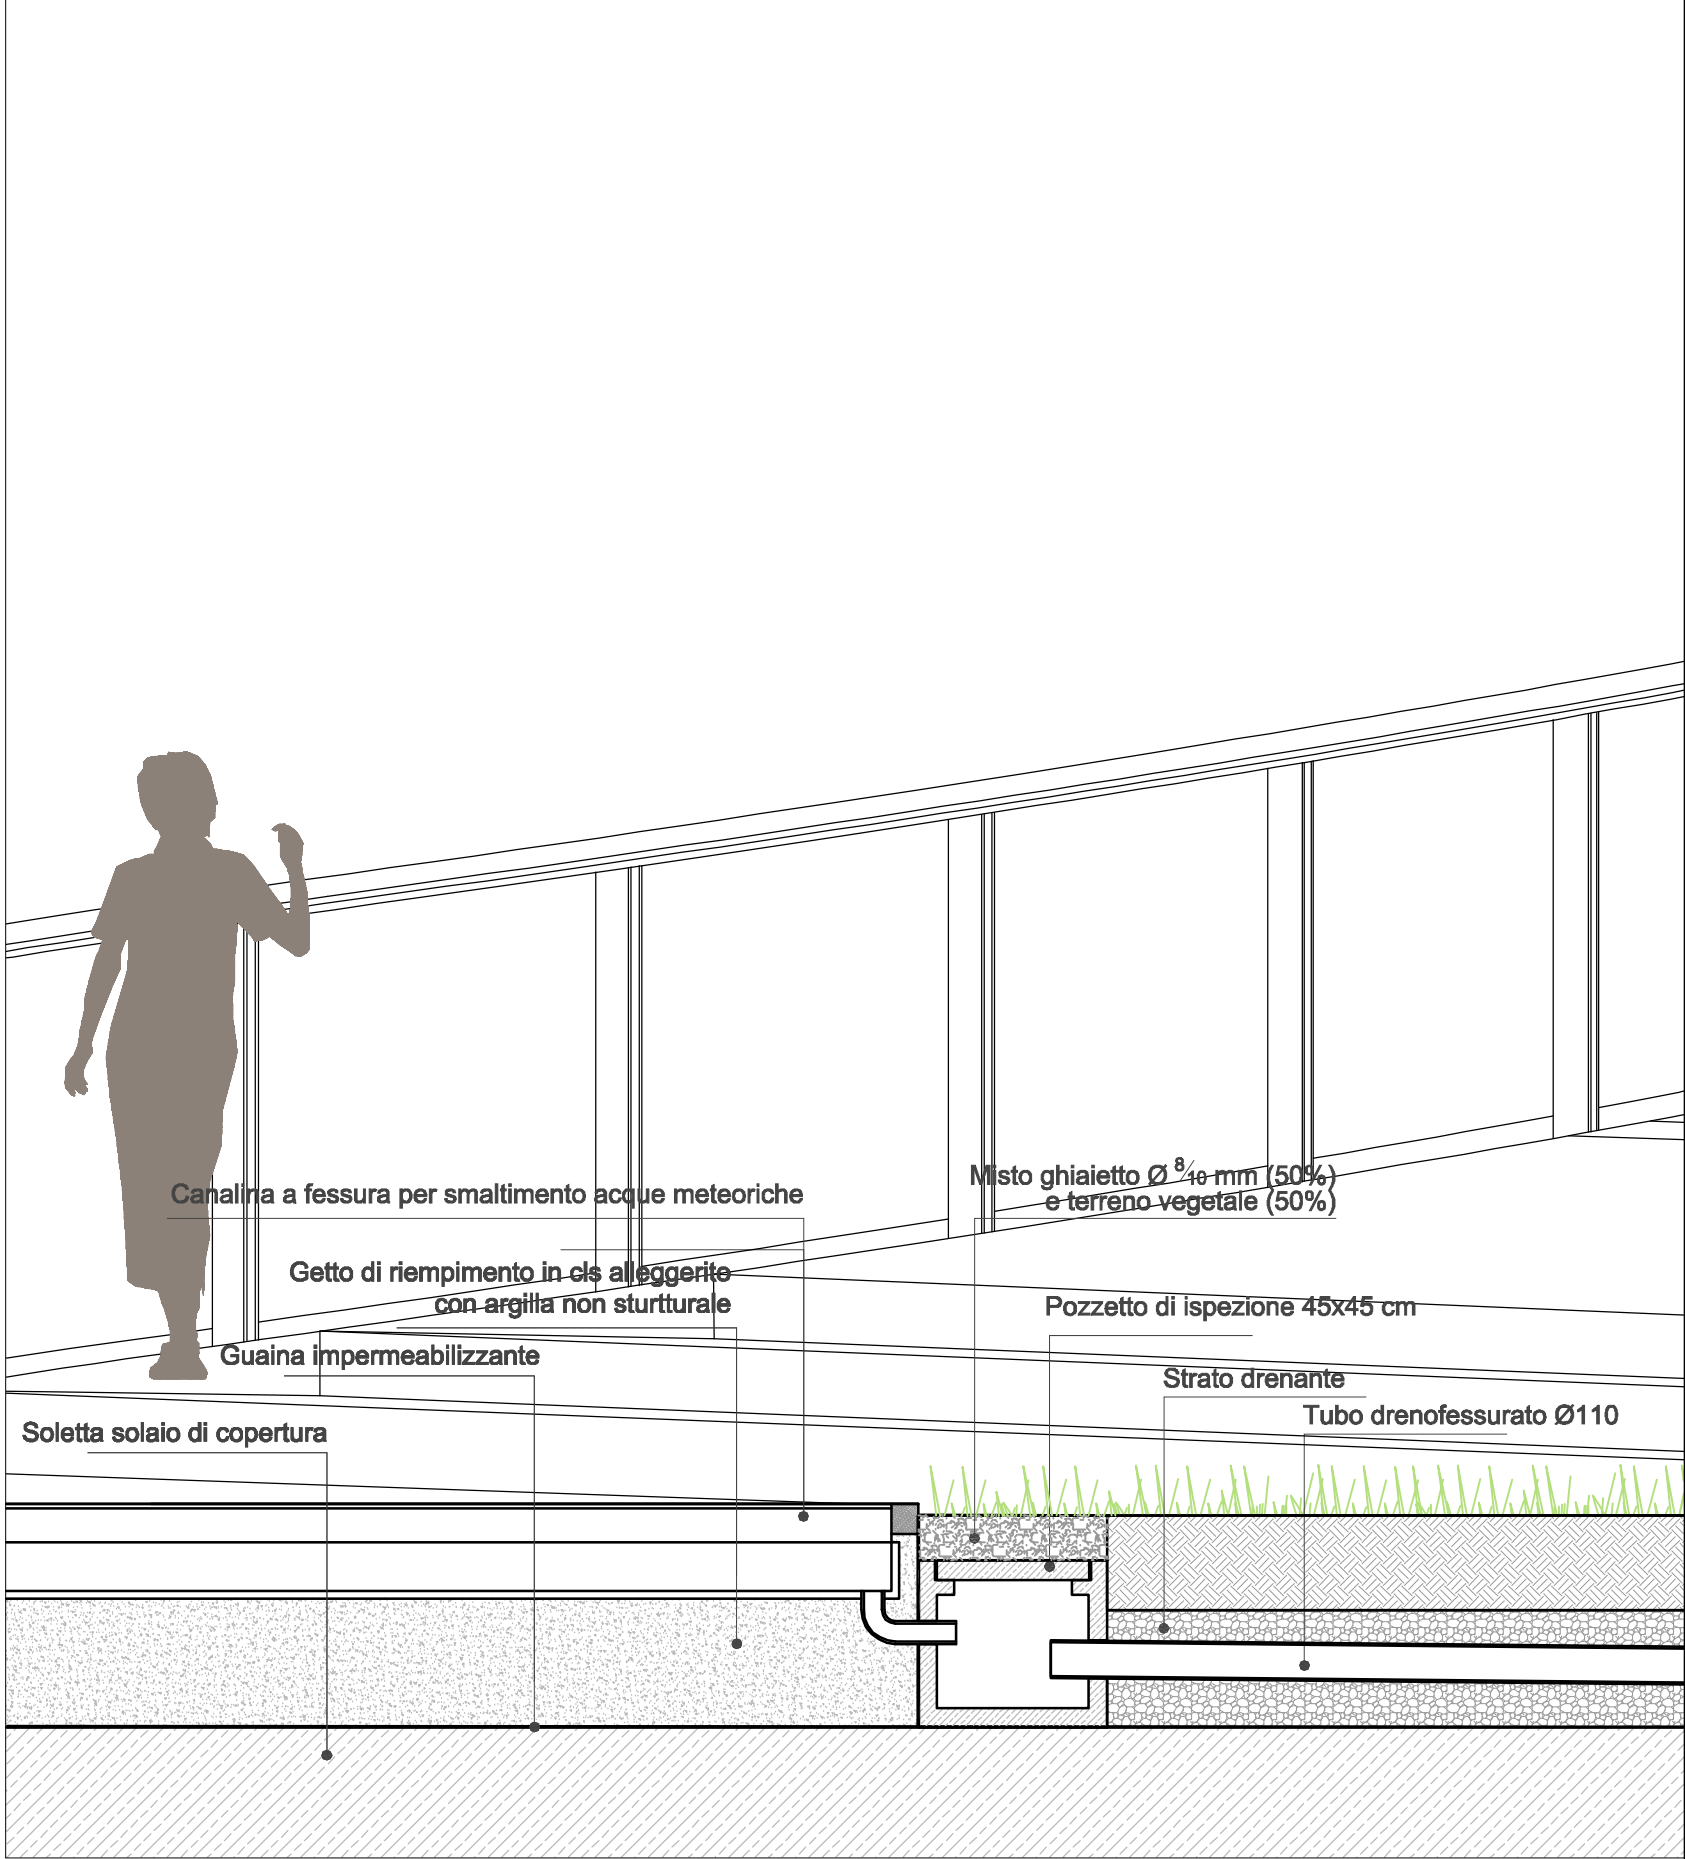 Canalina a fessura per smaltimento acque meteoriche
Getto di riempimento in cls alleggerito
con argilla non sturtturale
Guaina impermeabilizzante
Soletta solaio di copertura
Misto ghiaietto Ø 8/10 mm (50%)
e terreno vegetale (50%)
Pozzetto di ispezione 45x45 cm
Strato drenante
Tubo drenofessurato Ø110